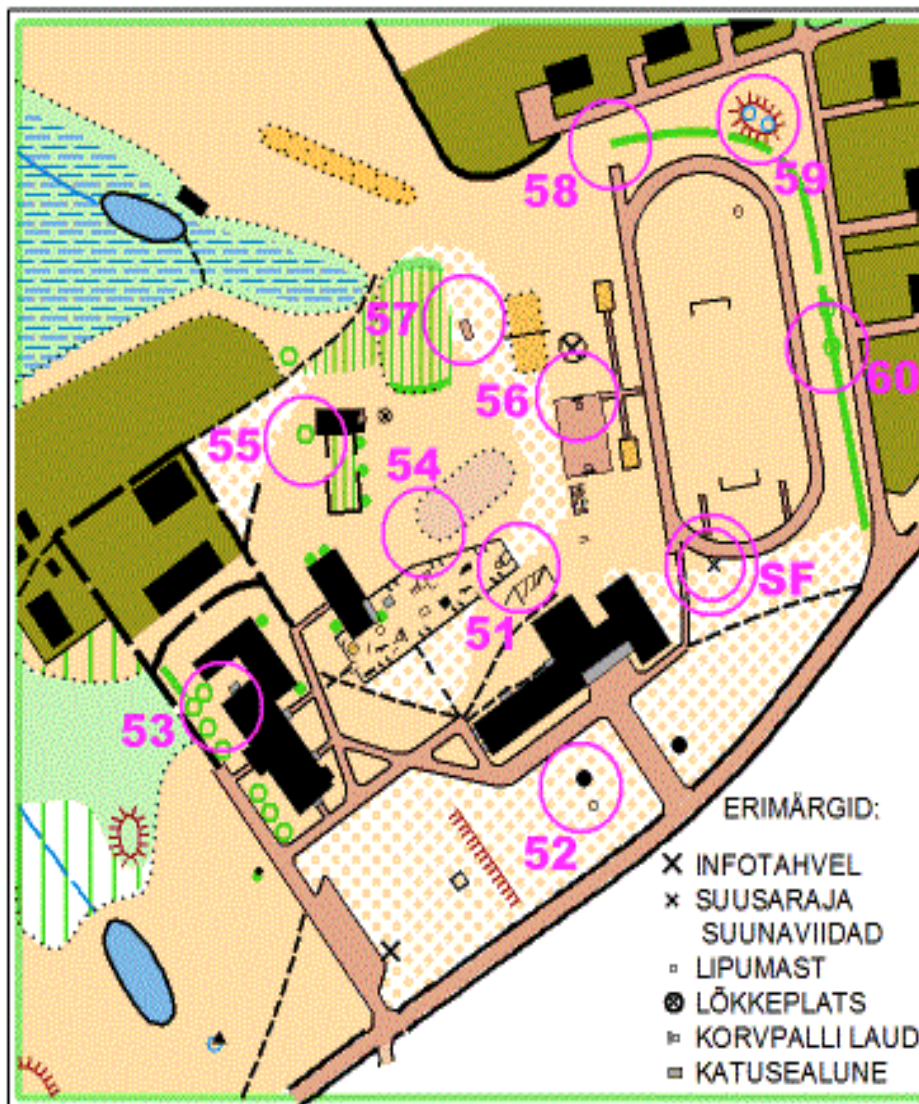 58
59
57
60
56
55
54
51
SF
53
52
ERIMÄRGID:
INFOTAHVEL
SUUSARAJA
SUUNAVIIDAD
LIPUMAST
LÕKKEPLATS
KORVPALLI LAUD
KATUSEALUNE